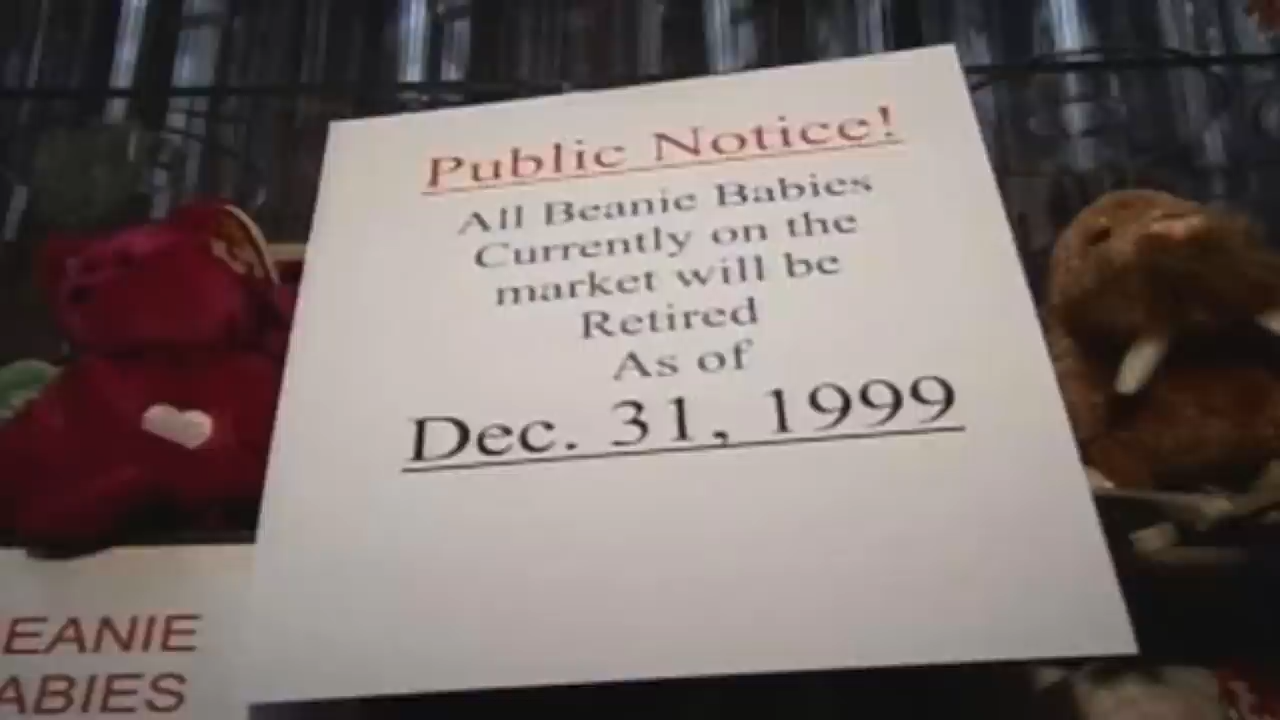 Public Notice!
All Beanie Babies
Currently on the
market will be
Retired
As of
Dec. 31, 1999
EANIE
ABIES